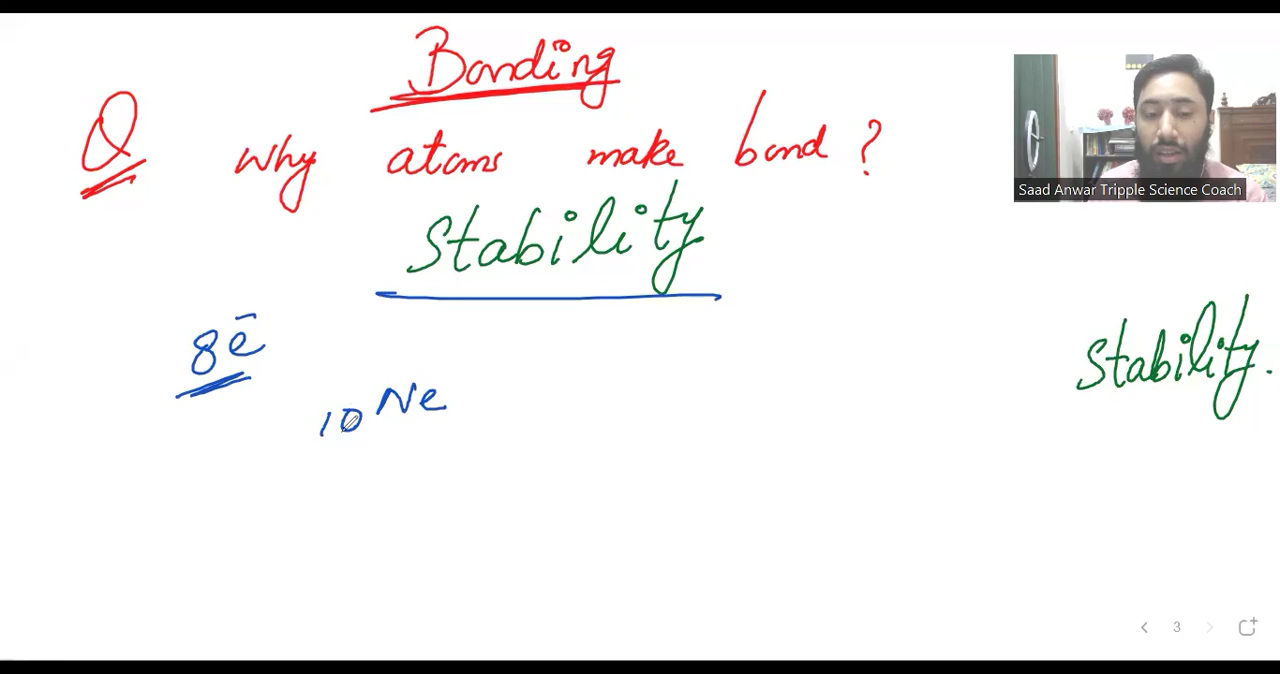 Bonding
Q why atoms make bond ?
Saad Anwar Tripple Science Coach
Stability
8e̅
Stability.
10Ne
3